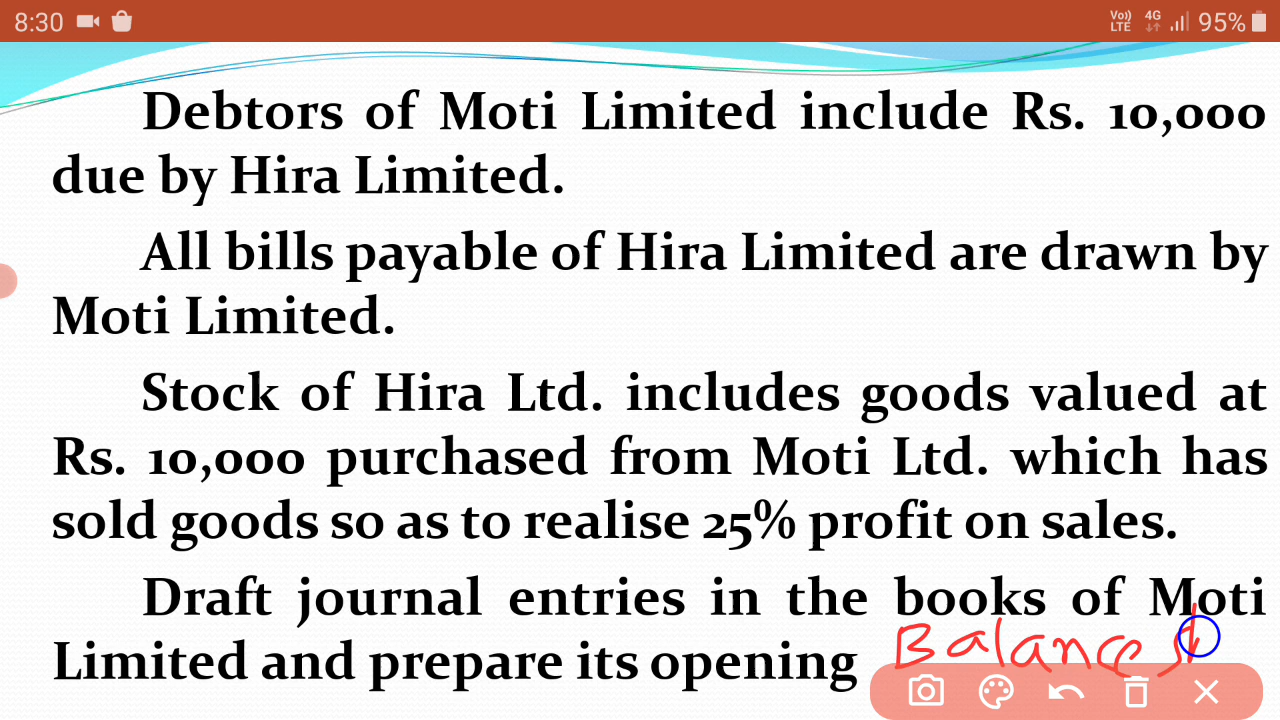 8:30 Vo)) LTE 4G 95%
Debtors of Moti Limited include Rs. 10,000
due by Hira Limited.
All bills payable of Hira Limited are drawn by
Moti Limited.
Stock of Hira Ltd. includes goods valued at
Rs. 10,000 purchased from Moti Ltd. which has
sold goods so as to realise 25% profit on sales.
Draft journal entries in the books of Moti
Limited and prepare its opening Balance